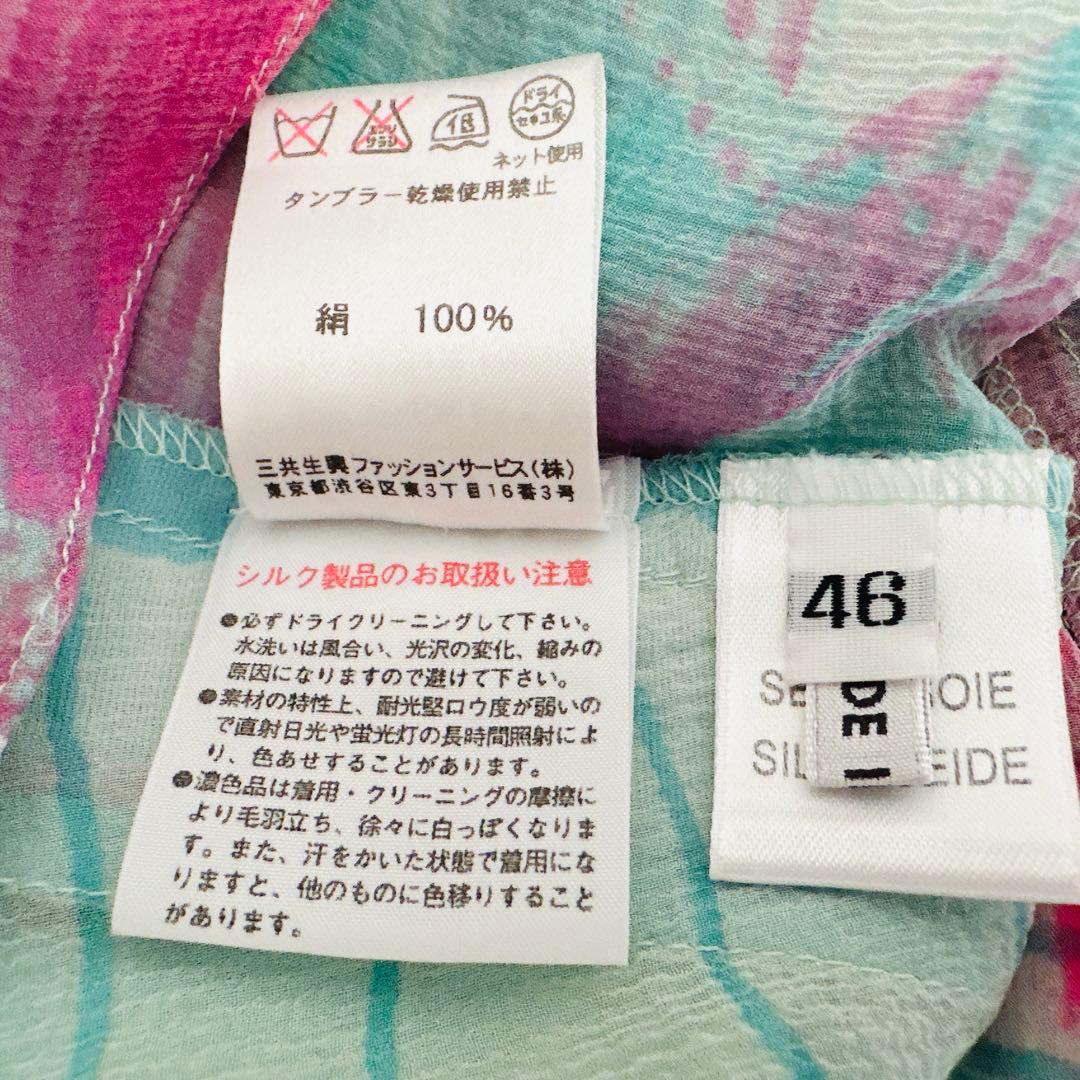 エンソ
サラシ
低
ドライ
セキユ系
ネット使用
タンブラー乾燥使用禁止
絹 100%
三共生興ファッションサービス(株)
東京都渋谷区東3丁目16番3号
シルク製品のお取扱い注意
●必ずドライクリーニングして下さい。
水洗いは風合い、光沢の変化、縮みの
原因になりますので避けて下さい。
●素材の特性上、耐光堅ロウ度が弱いの
で直射日光や蛍光灯の長時間照射によ
り、色あせすることがあります。
●濃色品は着用・クリーニングの摩擦に
より毛羽立ち、徐々に白っぽくなりま
す。また、汗をかいた状態で着用にな
りますと、他のものに色移りすること
があります。
46
DE
SE OIE
SIL EIDE